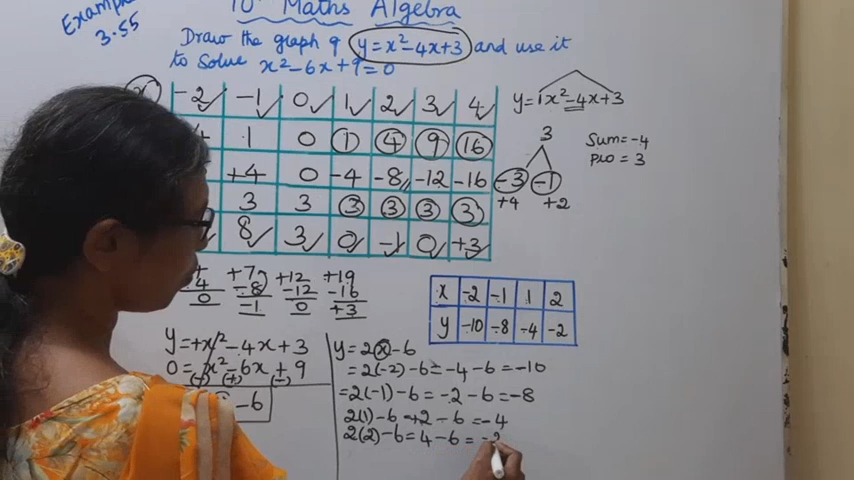 10th Maths Algebra
Example 3.55
Draw the graph of y=x²-4x+3 and use it
to Solve x²-6x+9=0
x -2 -1 0 1 2 3 4
4 1 0 1 4 9 16
+4 0 -4 -8 -12 -16
3 3 3 3 3 3
8 3 0 -1 0 +3
y=1x²-4x+3
3
Sum=-4
Pro = 3
-3 -1
+4 +2
+4 +7 +12 +19
-4 -8 -12 -16
0 -1 0 +3
x -2 -1 1 2
y -10 -8 -4 -2
y=+x²-4x+3
0=x²-6x+9
(-) (+) (-)
-6
y=2x-6
=2(-2)-6=-4-6=-10
=2(-1)-6=-2-6=-8
2(1)-6=+2-6=-4
2(2)-6=4-6=-2